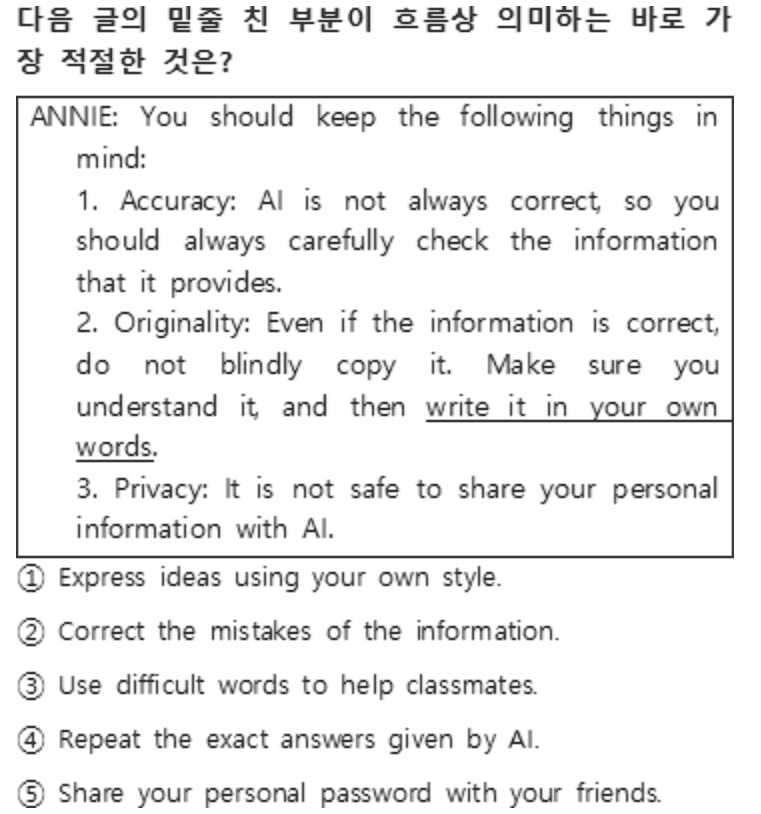 다음 글의 밑줄 친 부분이 흐름상 의미하는 바로 가
장 적절한 것은?
ANNIE: You should keep the following things in
mind:
1. Accuracy: AI is not always correct, so you
should always carefully check the information
that it provides.
2. Originality: Even if the information is correct,
do not blindly copy it. Make sure you
understand it, and then write it in your own
words.
3. Privacy: It is not safe to share your personal
information with AI.
① Express ideas using your own style.
② Correct the mistakes of the information.
③ Use difficult words to help classmates.
④ Repeat the exact answers given by AI.
⑤ Share your personal password with your friends.